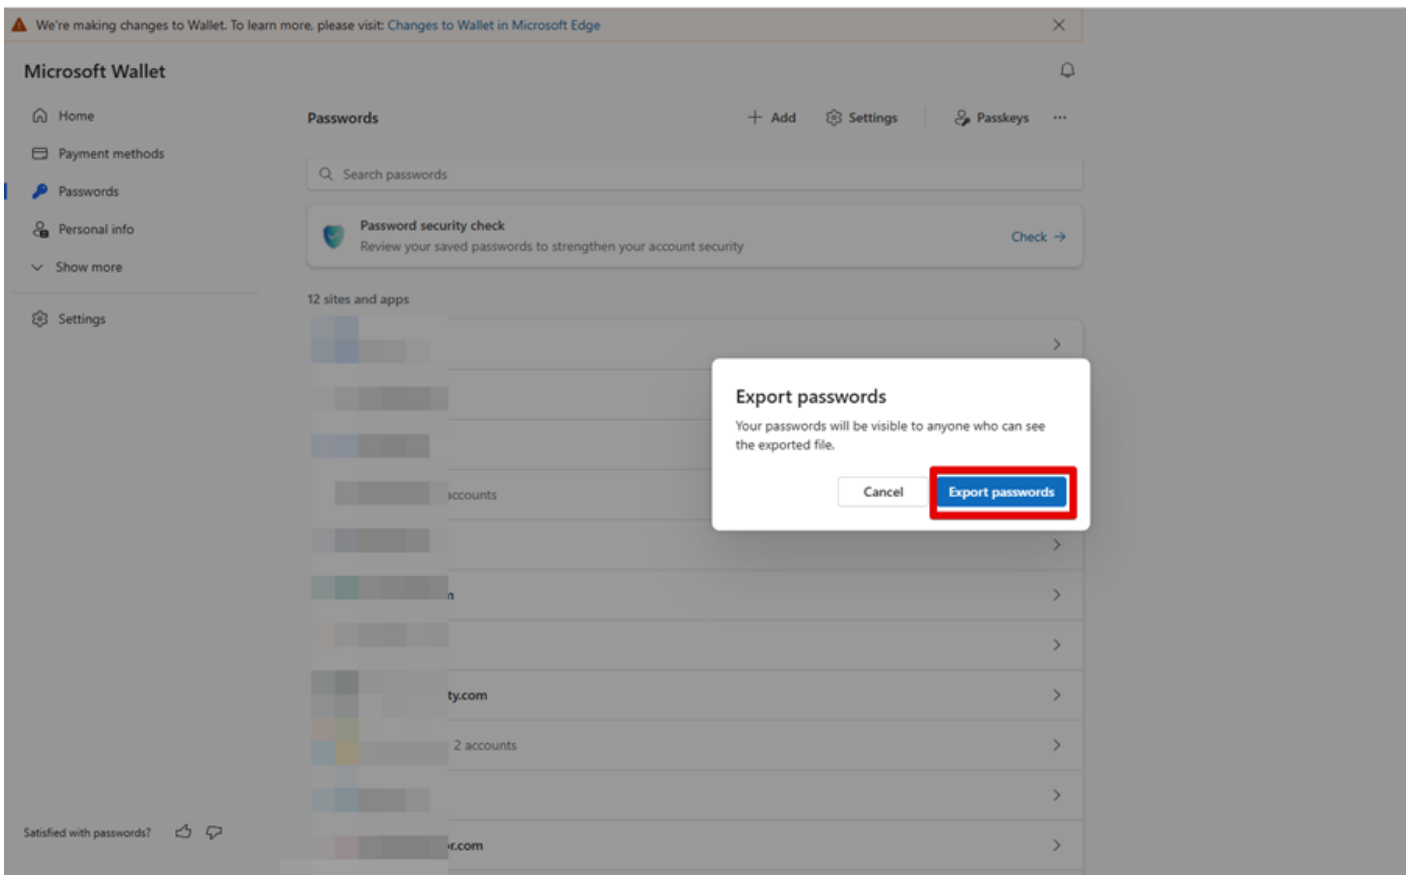 We're making changes to Wallet. To learn more, please visit: Changes to Wallet in Microsoft Edge
Microsoft Wallet
Home
Payment methods
Passwords
Personal info
Show more
Settings
Passwords
Add
Settings
Passkeys
Search passwords
Password security check
Review your saved passwords to strengthen your account security
Check
12 sites and apps
Export passwords
Your passwords will be visible to anyone who can see
the exported file.
Cancel
Export passwords
accounts
ty.com
2 accounts
r.com
Satisfied with passwords?